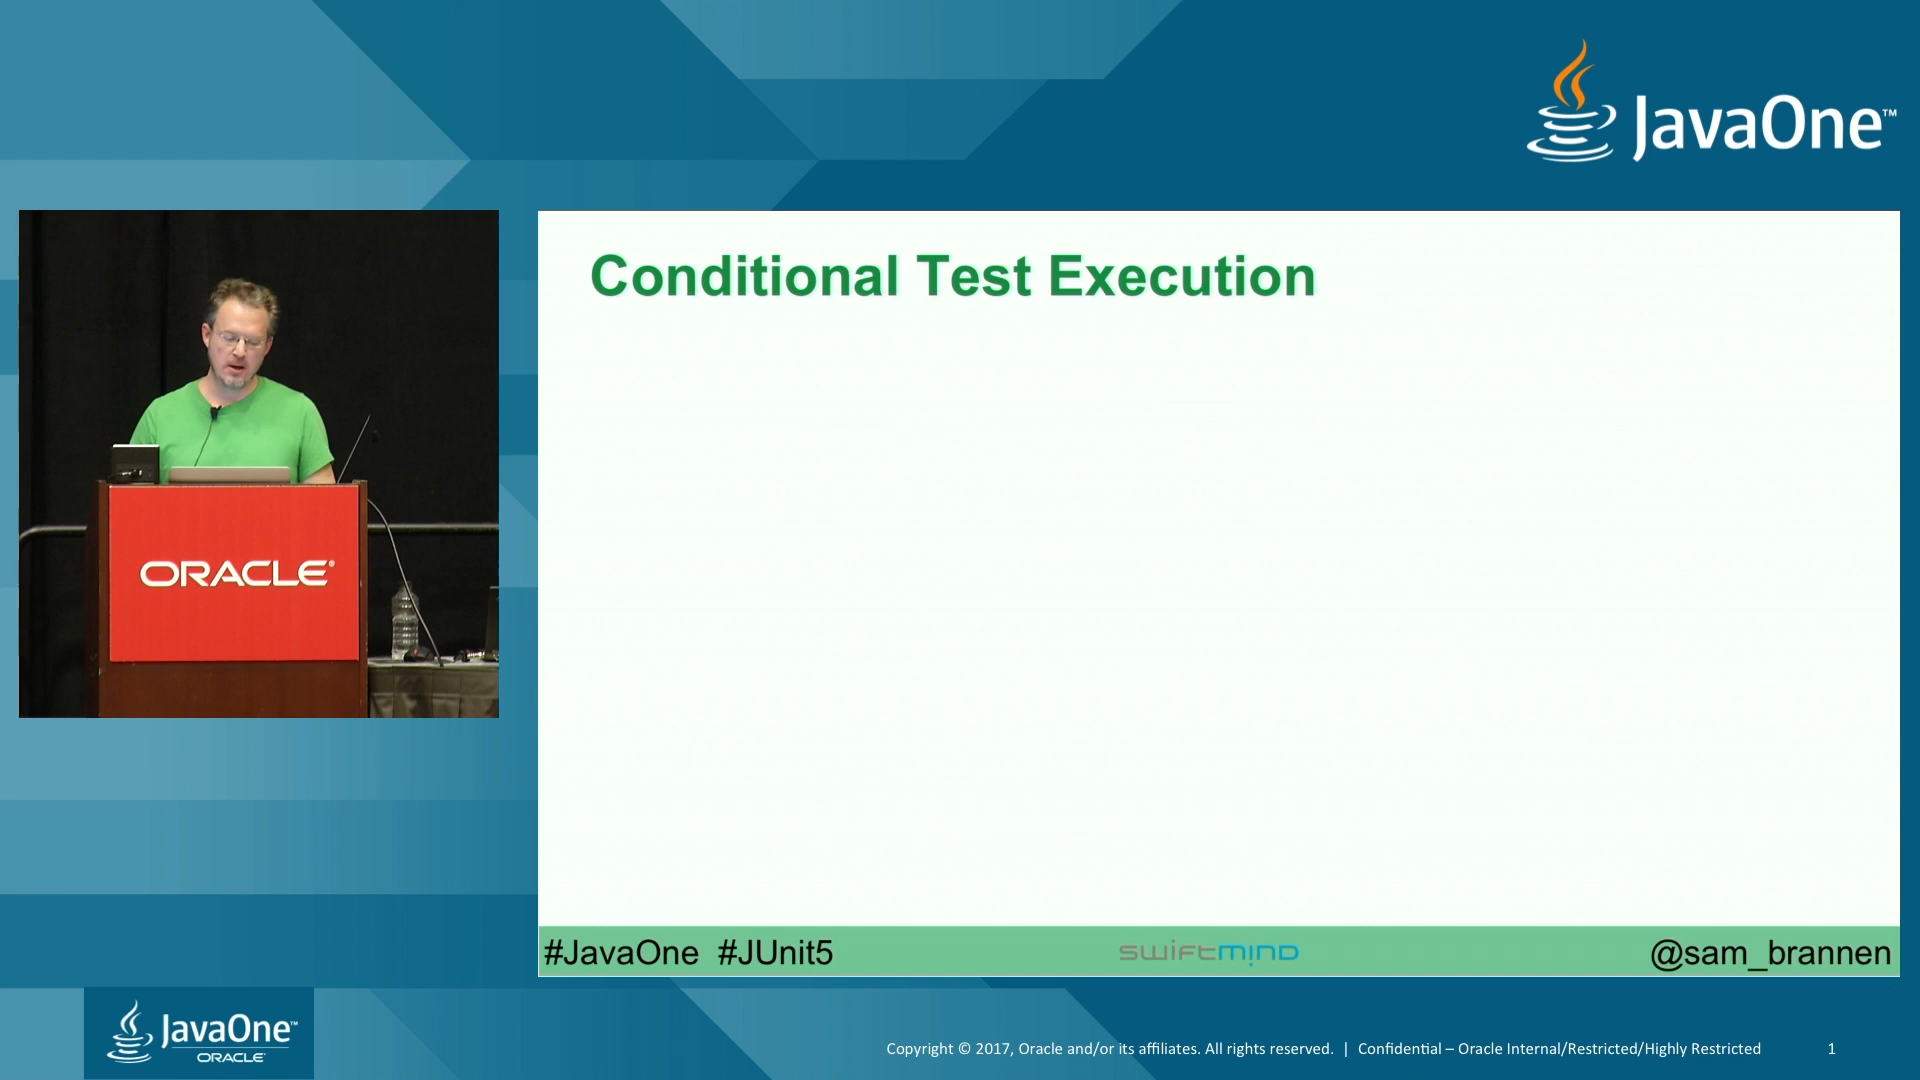 JavaOne™
Conditional Test Execution
ORACLE®
#JavaOne #JUnit5
swiftmind
@sam_brannen
JavaOne™
ORACLE®
Copyright © 2017, Oracle and/or its affiliates. All rights reserved. | Confidential – Oracle Internal/Restricted/Highly Restricted
1